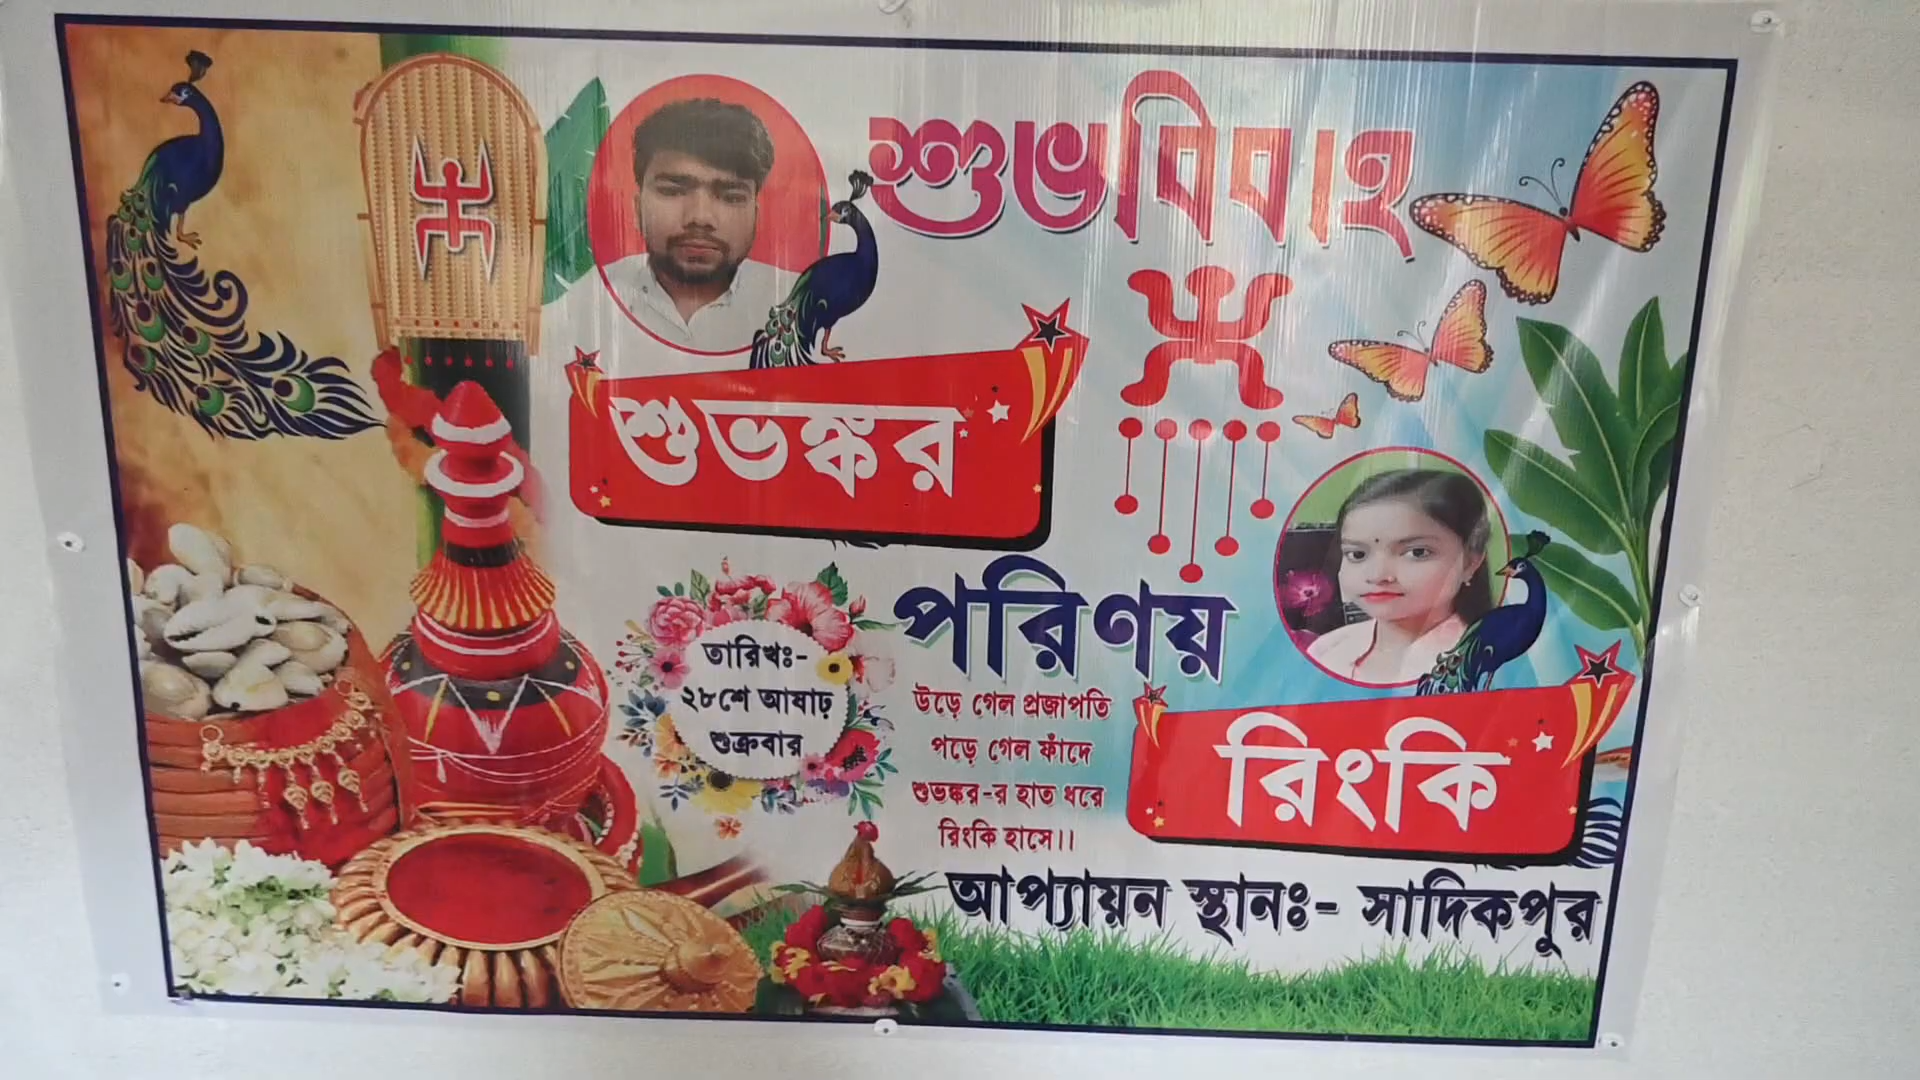 শুভবিবাহ
শুভঙ্কর
পরিণয়
রিংকি
তারিখঃ-
২৮শে আষাঢ়
শুক্রবার
উড়ে গেল প্রজাপতি
পড়ে গেল ফাঁদে
শুভঙ্কর-র হাত ধরে
রিংকি হাসে।।
আপ্যায়ন স্থানঃ- সাদিকপুর